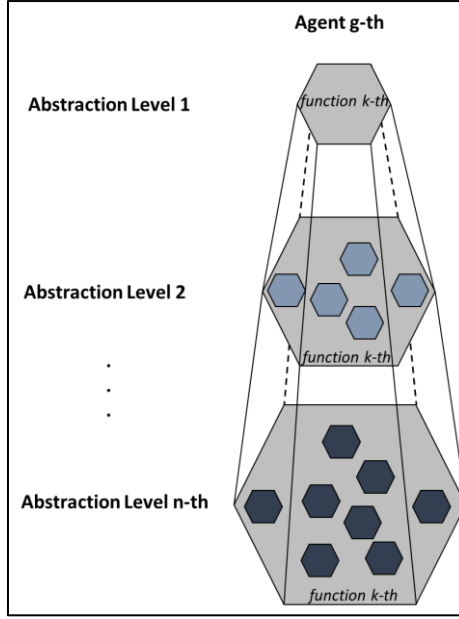 Agent g-th
Abstraction Level 1
function k-th
Abstraction Level 2
function k-th
.
.
.
Abstraction Level n-th
function k-th